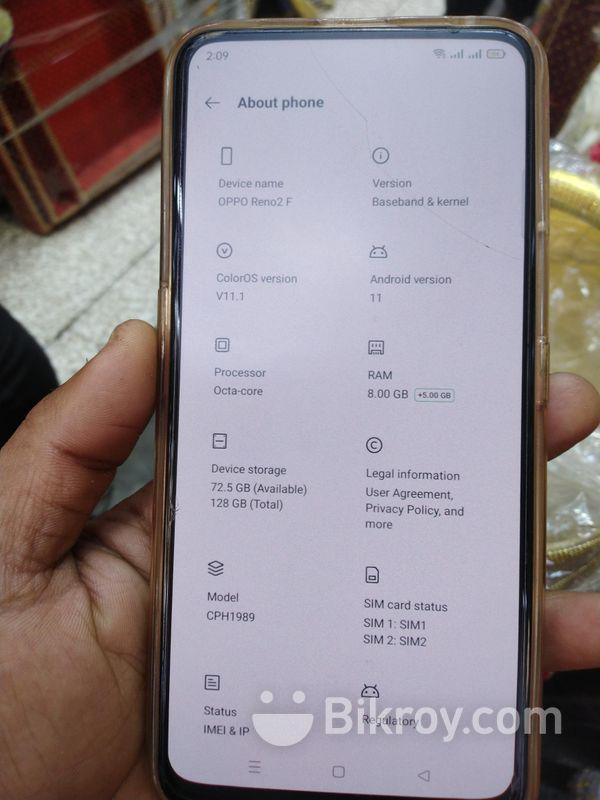 2:09
About phone
Device name
OPPO Reno2 F
Version
Baseband & kernel
ColorOS version
V11.1
Android version
11
Processor
Octa-core
RAM
8.00 GB +5.00 GB
Device storage
72.5 GB (Available)
128 GB (Total)
Legal information
User Agreement,
Privacy Policy, and
more
Model
CPH1989
SIM card status
SIM 1: SIM1
SIM 2: SIM2
Status
IMEI & IP
Regulatory
Bikroy.com